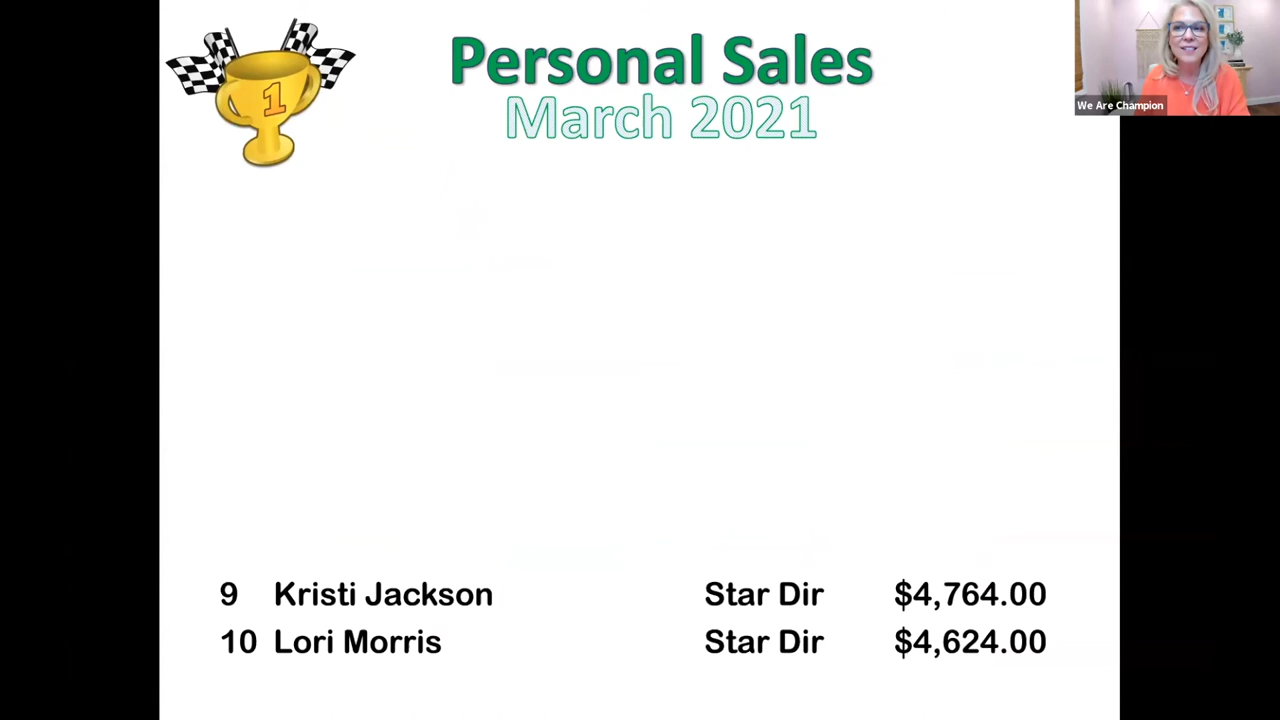 1
Personal Sales
March 2021
We Are Champion
9 Kristi Jackson Star Dir $4,764.00
10 Lori Morris Star Dir $4,624.00